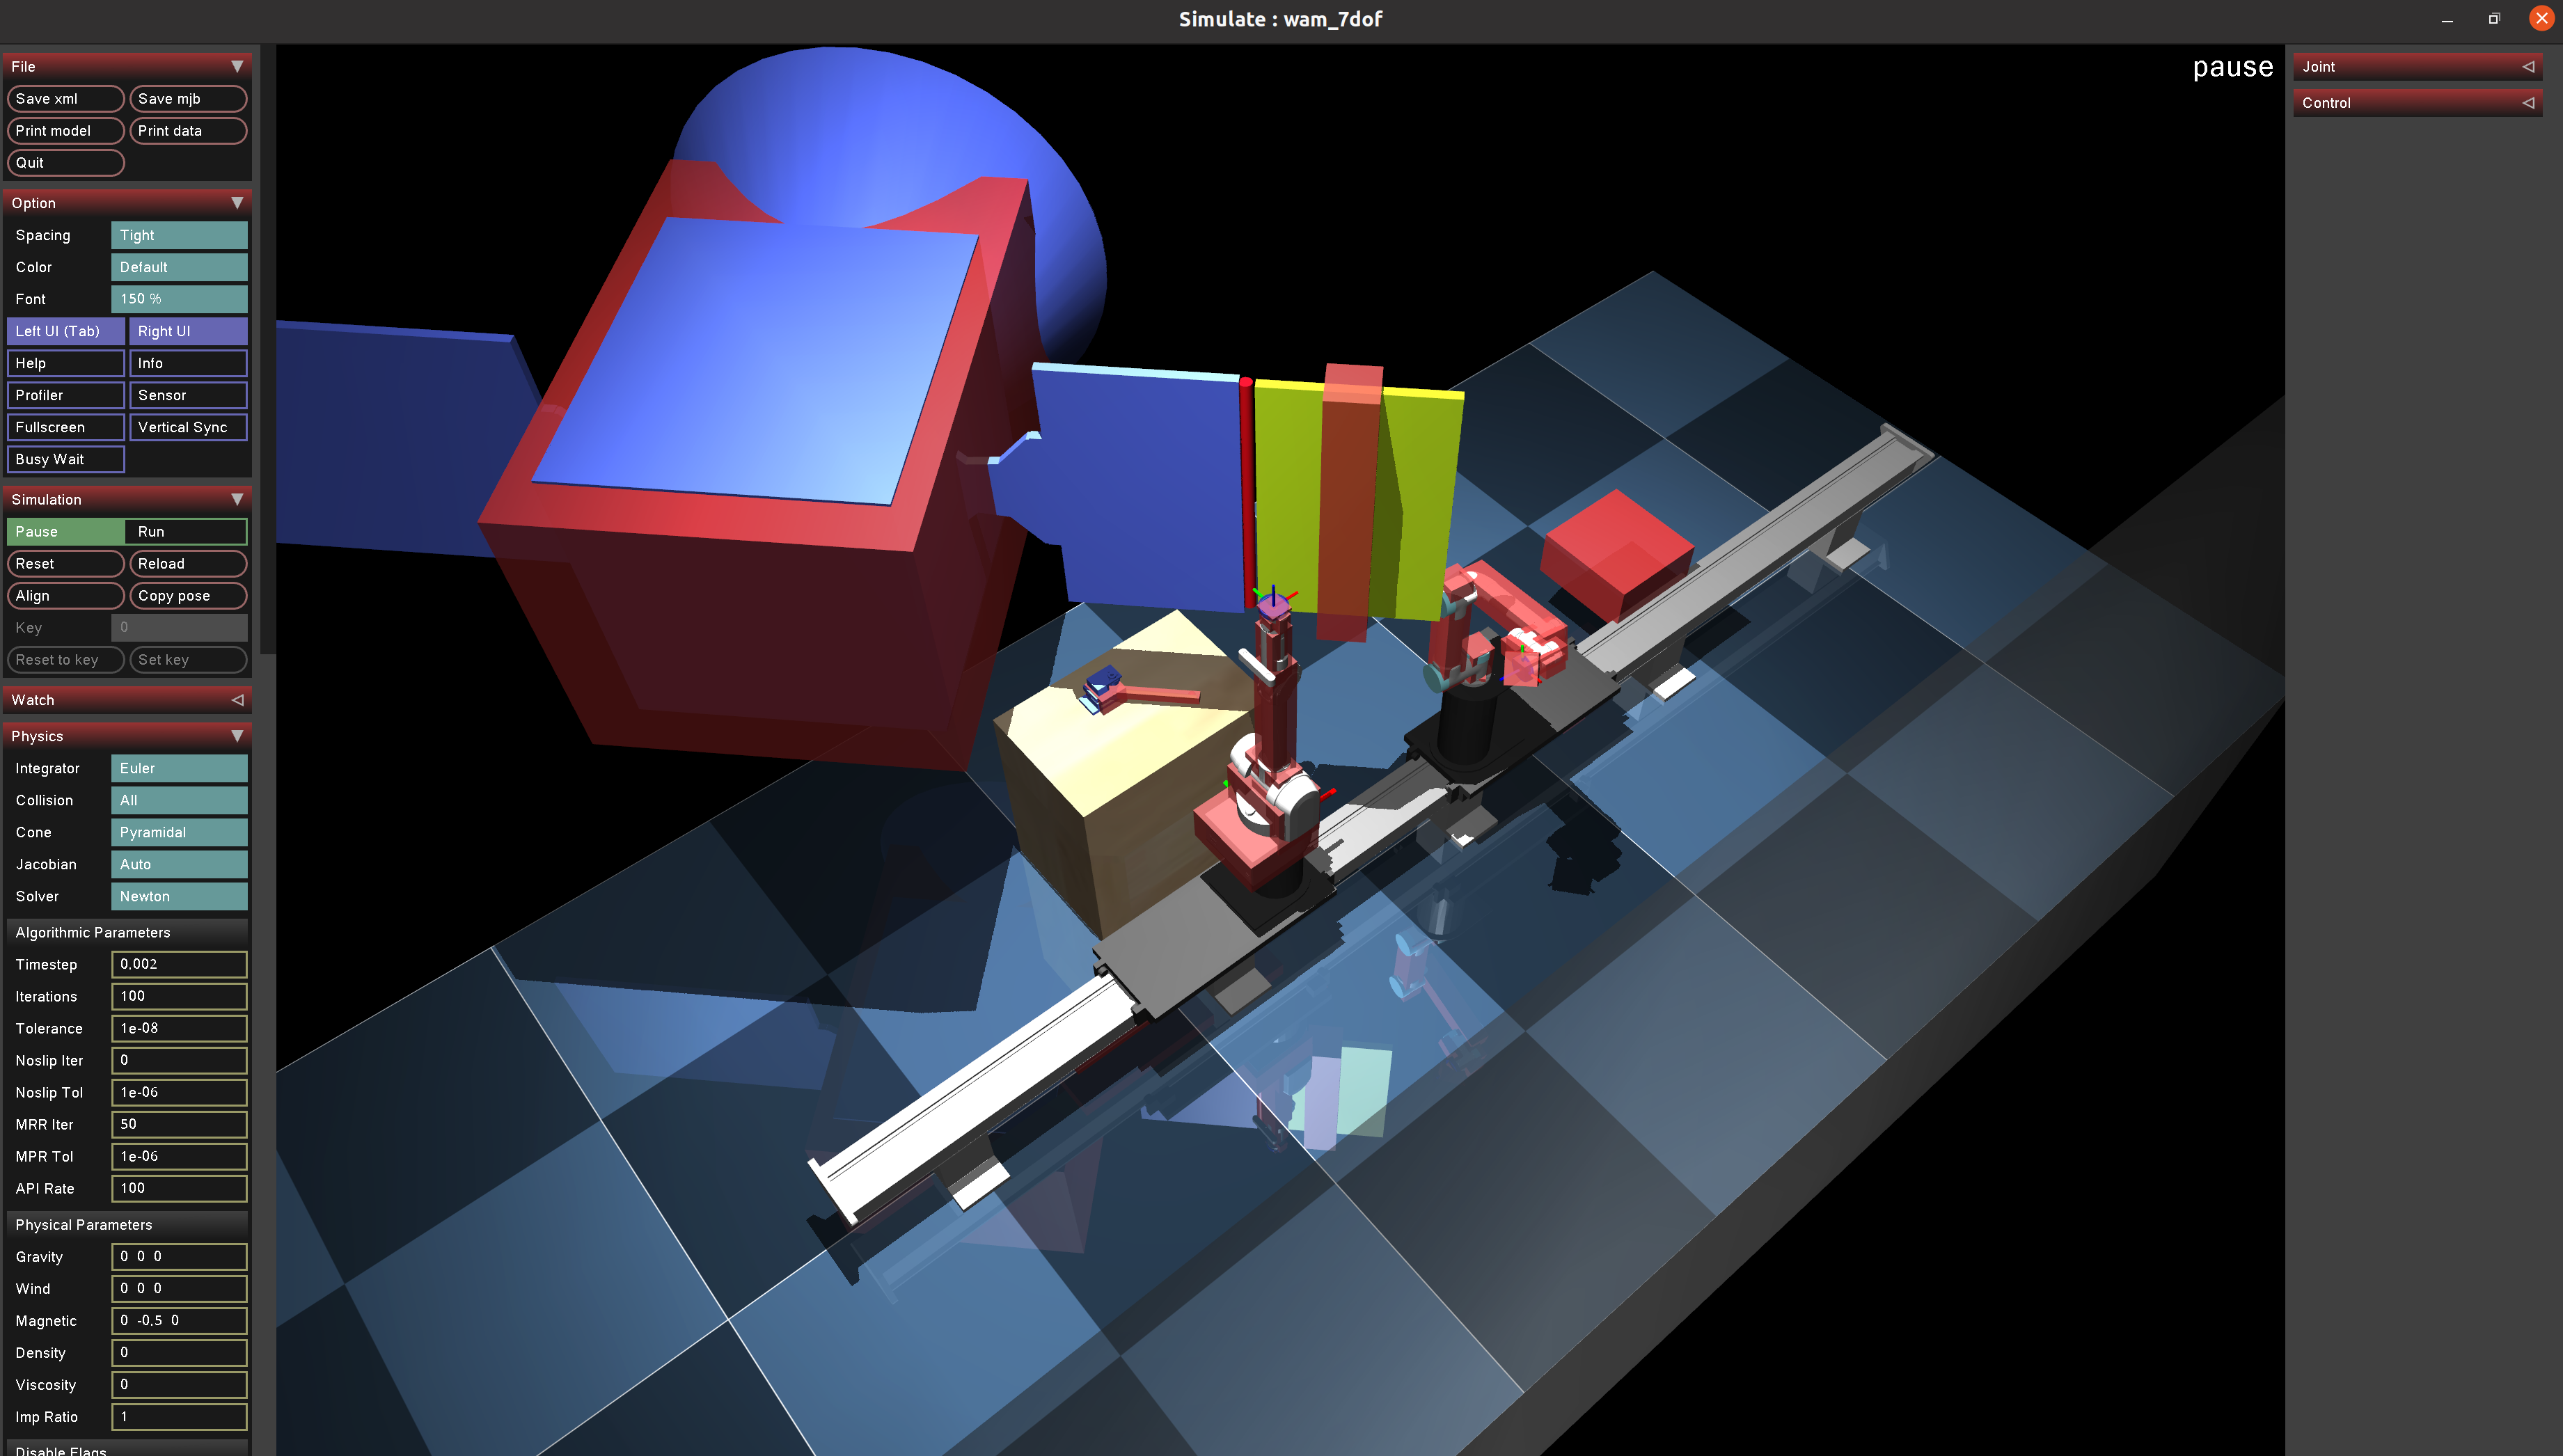 Simulate : wam_7dof
pause
File
Save xml Save mjb
Print model Print data
Quit
Option
Spacing Tight
Color Default
Font 150 %
Left UI (Tab) Right UI
Help Info
Profiler Sensor
Fullscreen Vertical Sync
Busy Wait
Simulation
Pause Run
Reset Reload
Align Copy pose
Key 0
Reset to key Set key
Watch
Physics
Integrator Euler
Collision All
Cone Pyramidal
Jacobian Auto
Solver Newton
Algorithmic Parameters
Timestep 0.002
Iterations 100
Tolerance 1e-08
Noslip Iter 0
Noslip Tol 1e-06
MRR Iter 50
MPR Tol 1e-06
API Rate 100
Physical Parameters
Gravity 0 0 0
Wind 0 0 0
Magnetic 0 -0.5 0
Density 0
Viscosity 0
Imp Ratio 1
Disable Flags
Joint
Control